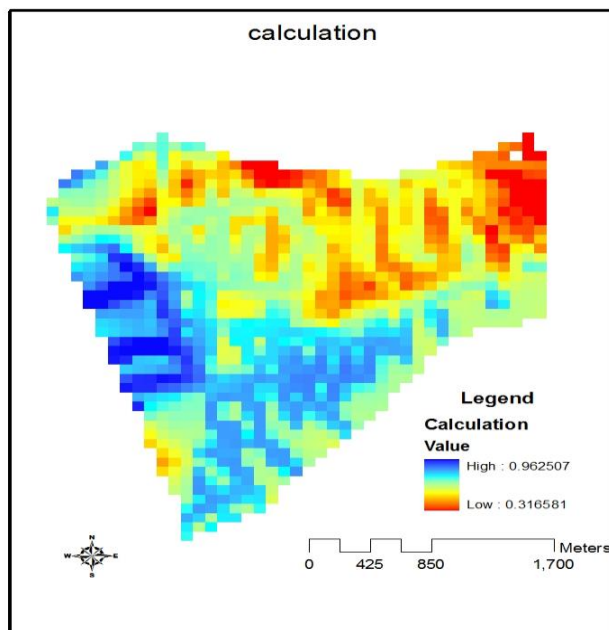 calculation
Legend
Calculation
Value
High : 0.962507
Low : 0.316581
N
W E
S
Meters
0 425 850 1,700